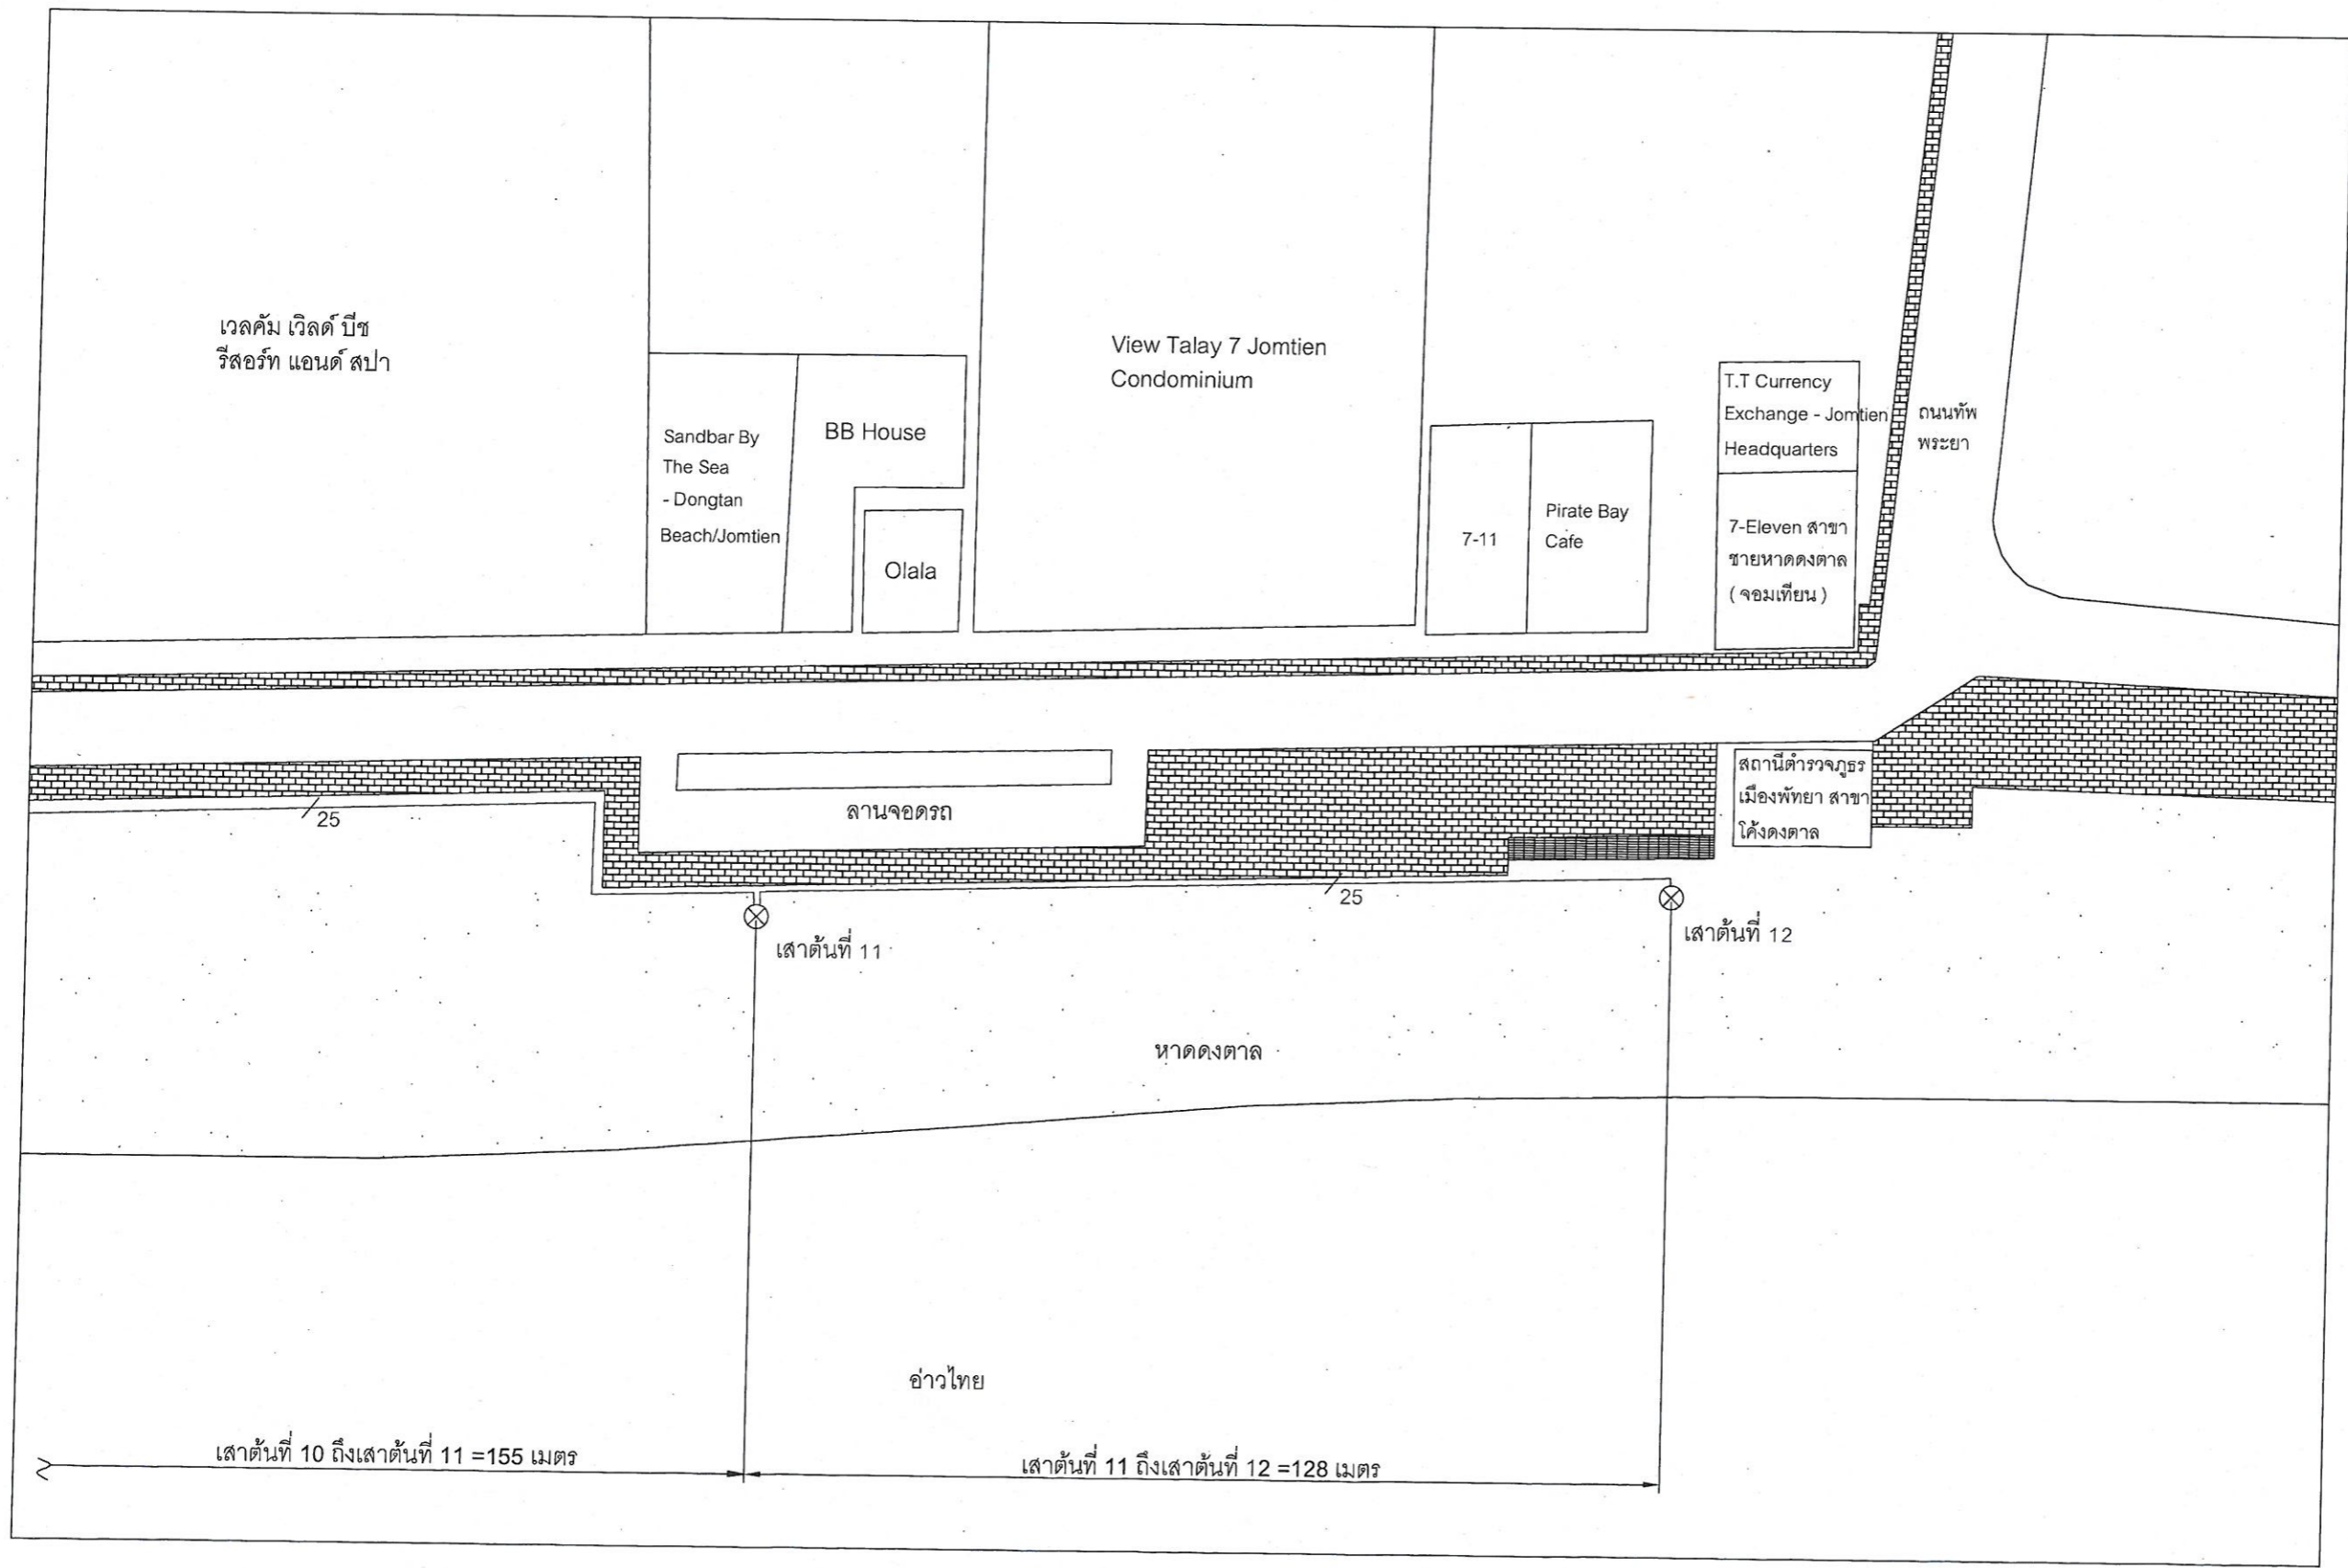 เวลคัม เวิลด์ บีช
รีสอร์ท แอนด์ สปา
Sandbar By
The Sea
- Dongtan
Beach/Jomtien
BB House
Olala
View Talay 7 Jomtien
Condominium
7-11
Pirate Bay
Cafe
T.T Currency
Exchange - Jomtien
Headquarters
7-Eleven สาขา
ชายหาดดงตาล
( จอมเทียน )
ถนนทัพ
พระยา
25
ลานจอดรถ
สถานีตำรวจภูธร
เมืองพัทยา สาขา
โค้งดงตาล
25
เสาต้นที่ 11
เสาต้นที่ 12
หาดดงตาล
อ่าวไทย
เสาต้นที่ 10 ถึงเสาต้นที่ 11 =155 เมตร
เสาต้นที่ 11 ถึงเสาต้นที่ 12 =128 เมตร